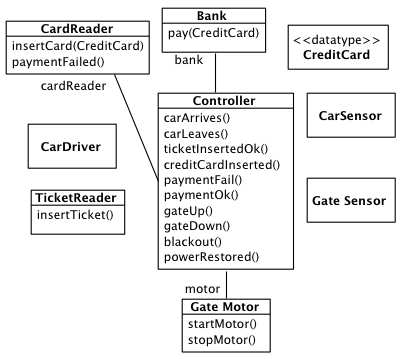 CardReader
insertCard(CreditCard)
paymentFailed()
cardReader
Bank
pay(CreditCard)
bank
<<datatype>>
CreditCard
Controller
carArrives()
carLeaves()
ticketInsertedOk()
creditCardInserted()
paymentFail()
paymentOk()
gateUp()
gateDown()
blackout()
powerRestored()
CarSensor
CarDriver
TicketReader
insertTicket()
Gate Sensor
motor
Gate Motor
startMotor()
stopMotor()